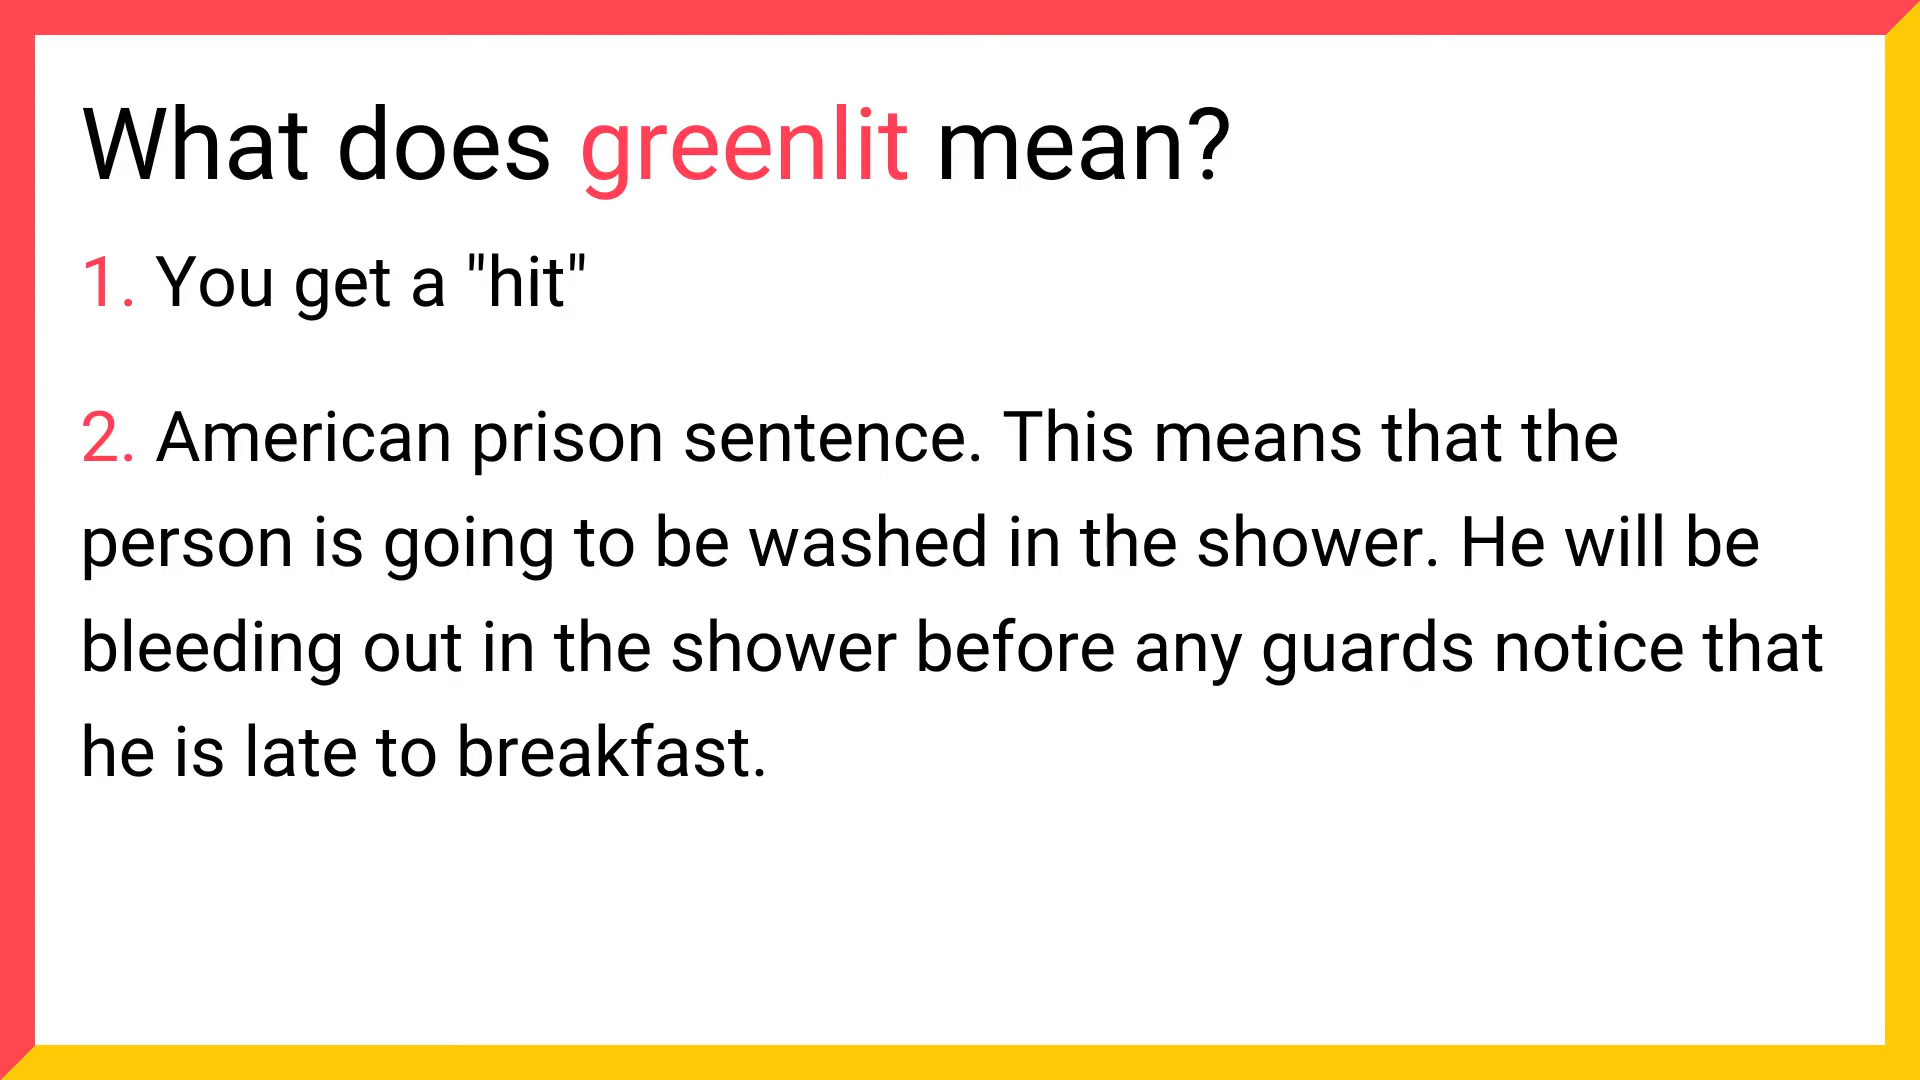 What does greenlit mean?
1. You get a "hit"
2. American prison sentence. This means that the
person is going to be washed in the shower. He will be
bleeding out in the shower before any guards notice that
he is late to breakfast.